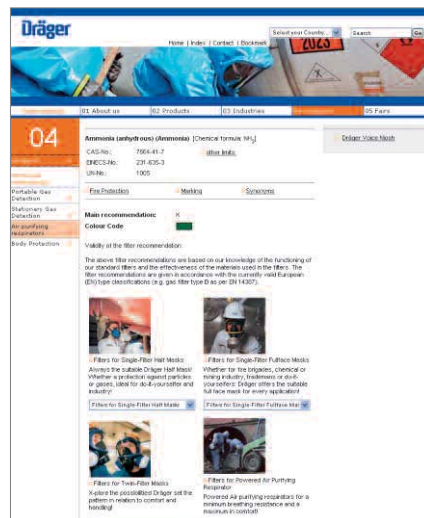 Dräger
Select your Country...
Search
Go
Home | Index | Contact | Bookmark
2023
01 About us
02 Products
03 Industries
05 Fairs
04
Ammonia (anhydrous) (Ammonia) [Chemical formula: NH3]
Dräger Voice Niosh
CAS-No.: 7664-41-7
other limits
EINECS-No.: 231-635-3
UN-No.: 1005
Fire Protection
Marking
Synonyms
Portable Gas
Detection
Stationary Gas
Detection
Air purifying
respirators
Body Protection
Main recommendation: K
Colour Code
Validity of the filter recommendation:
The above filter recommendations are based on our knowledge of the functioning of
our standard filters and the effectiveness of the materials used in the filters. The
filter recommendations are given in accordance with the currently valid European
(EN) type classifications (e.g. gas filter type B as per EN 14387).
Filters for Single-Filter Half Masks
Always the suitable Dräger Half Mask!
Whether a protection against particles
or gases, ideal for do-it-yourselfer and
industry!
Filters for Single-Filter Half Mask
Filters for Single-Filter Fullface Masks
Whether for fire brigades, chemical or
mining industry, tradesmen or do-it-
yourselfers: Dräger offers the suitable
full face mask for every application!
Filters for Single-Filter Fullface Mas
Filters for Twin-Filter Masks
X-plore the possibilities! Dräger set the
pattern in relation to comfort and
handling!
Filters for Powered Air Purifying
Respirator
Powered Air purifying respirators for a
minimum breathing resistance and a
maximum in comfort!